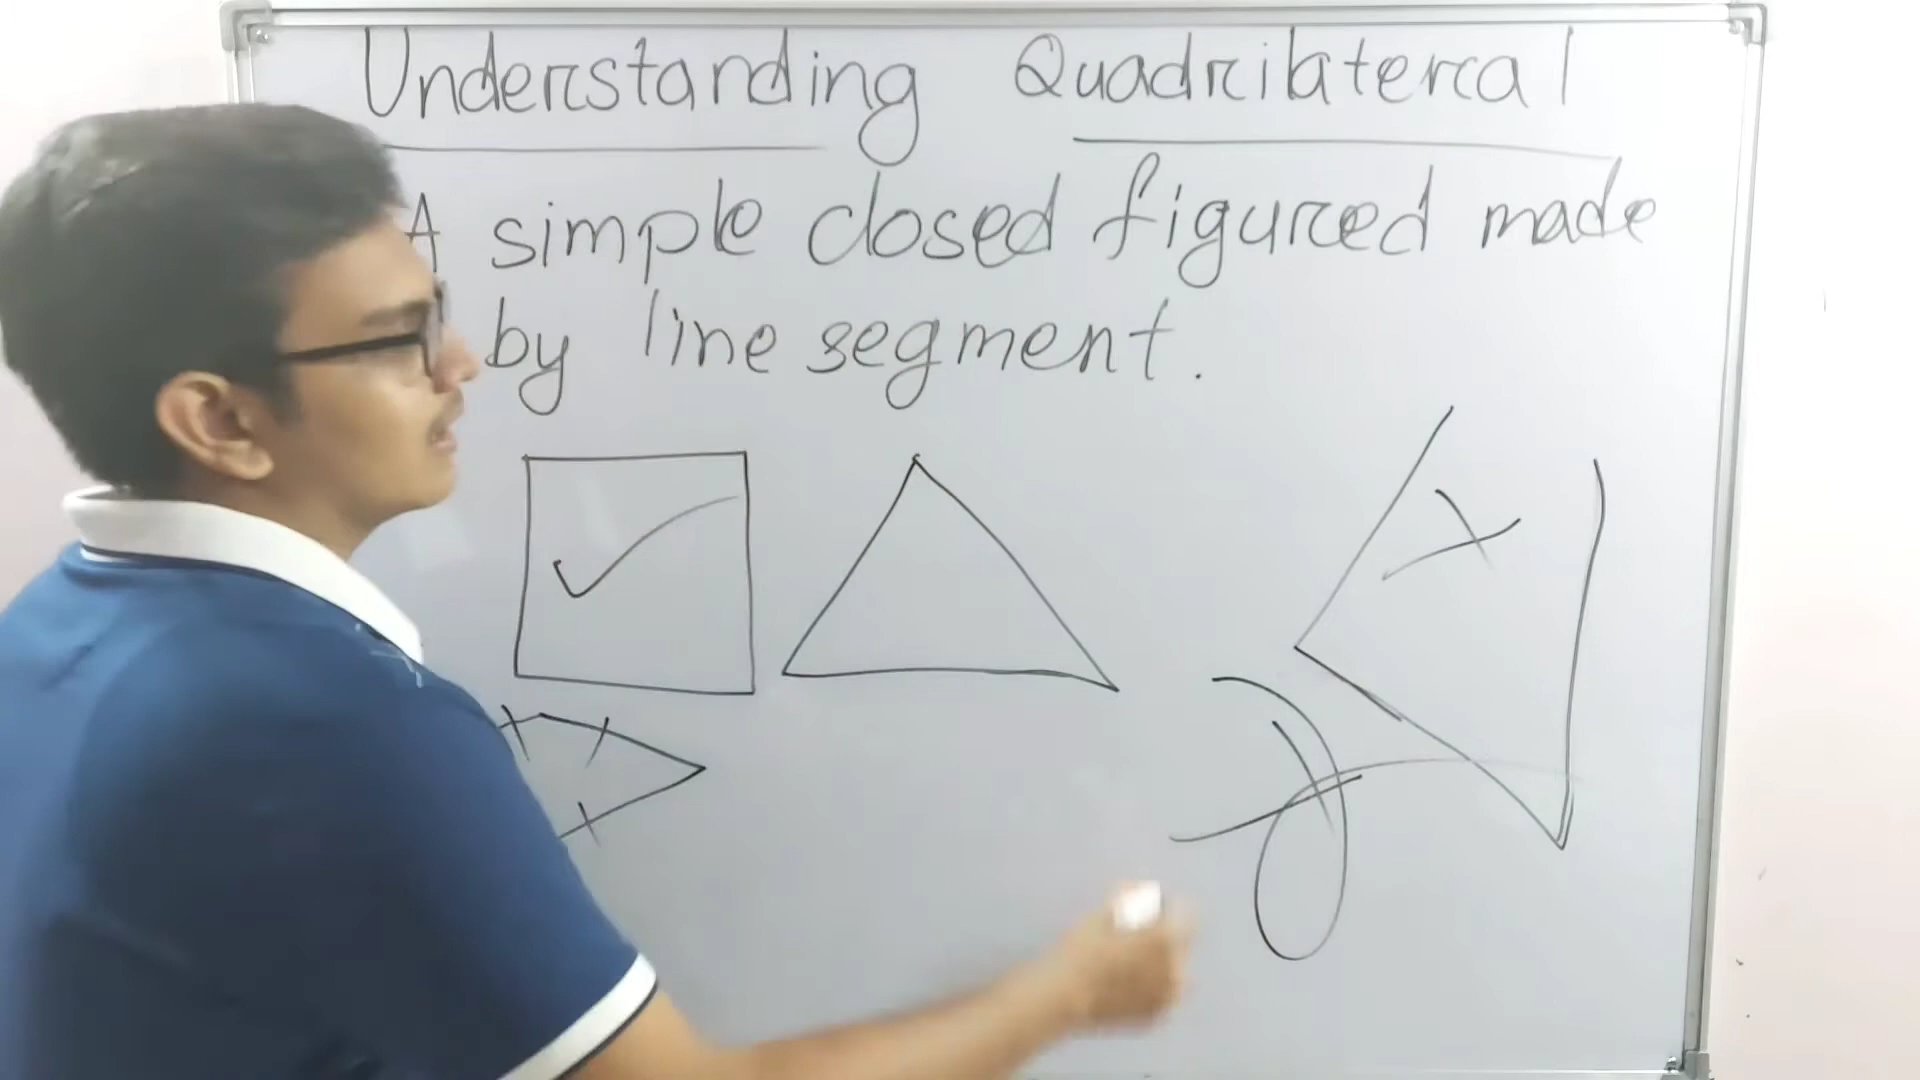 Understanding Quadrilateral
A simple closed figured made
by line segment.